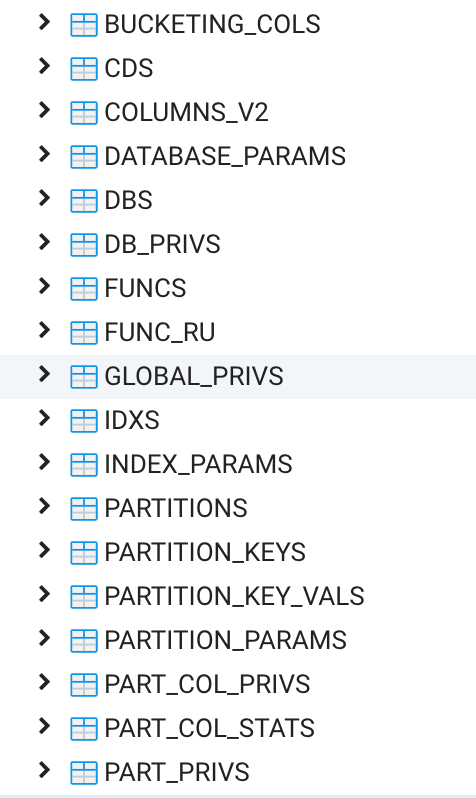 BUCKETING_COLS
CDS
COLUMNS_V2
DATABASE_PARAMS
DBS
DB_PRIVS
FUNCS
FUNC_RU
GLOBAL_PRIVS
IDXS
INDEX_PARAMS
PARTITIONS
PARTITION_KEYS
PARTITION_KEY_VALS
PARTITION_PARAMS
PART_COL_PRIVS
PART_COL_STATS
PART_PRIVS